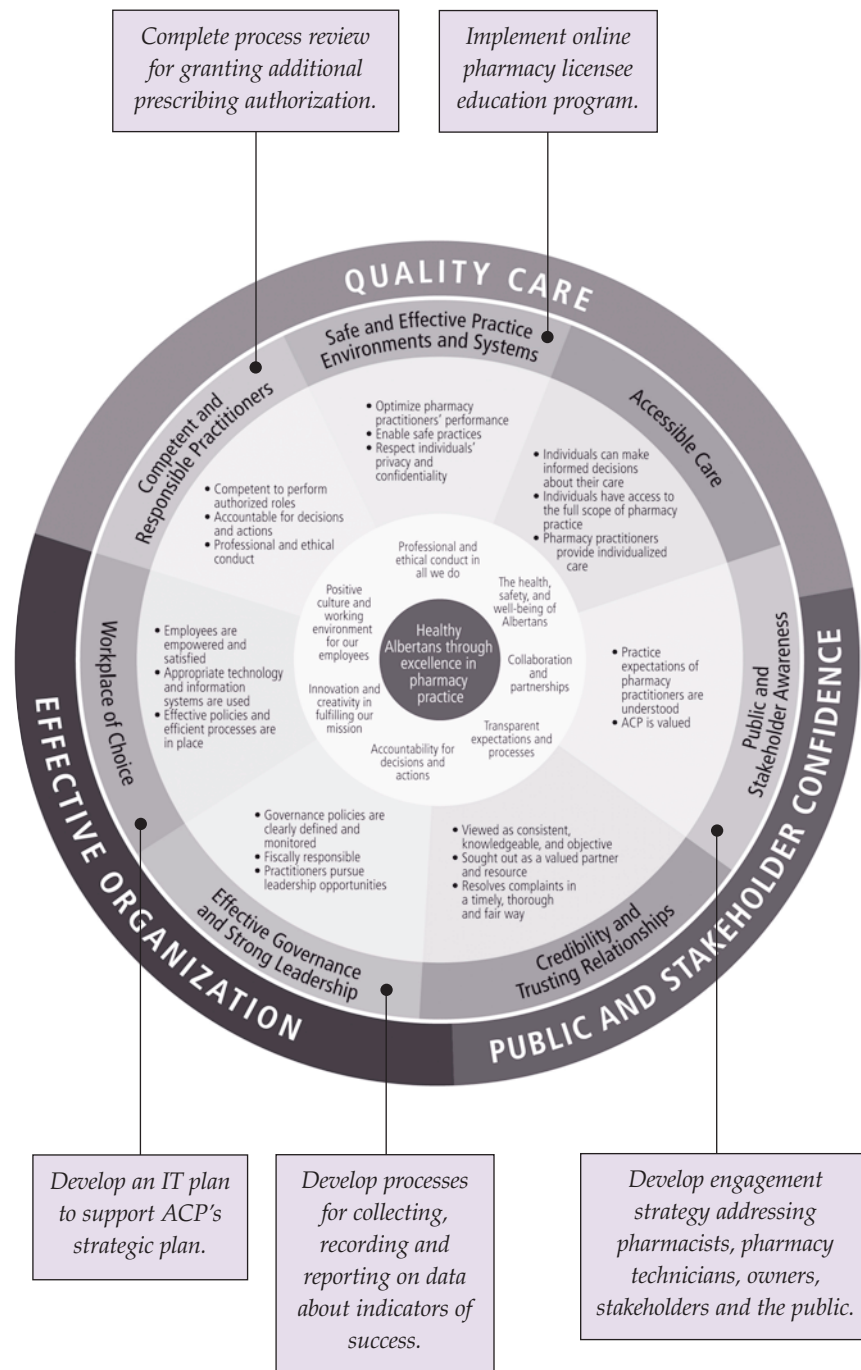 Complete process review
for granting additional
prescribing authorization.
Implement online
pharmacy licensee
education program.
QUALITY CARE
Competent and
Responsible Practitioners
Safe and Effective Practice
Environments and Systems
Accessible Care
• Competent to perform
authorized roles
• Accountable for decisions
and actions
• Professional and ethical
conduct
• Optimize pharmacy
practitioners' performance
• Enable safe practices
• Respect individuals'
privacy and
confidentiality
• Individuals can make
informed decisions
about their care
• Individuals have access to
the full scope of pharmacy
practice
• Pharmacy practitioners
provide individualized
care
Professional and
ethical conduct in
all we do
The health,
safety, and
well-being of
Albertans
Collaboration
and
partnerships
Transparent
expectations and
processes
Accountability for
decisions and
actions
Innovation and
creativity in
fulfilling our
mission
Positive
culture and
working
environment
for our
employees
Healthy
Albertans through
excellence in
pharmacy
practice
EFFECTIVE ORGANIZATION
Workplace of Choice
• Employees are
empowered and
satisfied
• Appropriate technology
and information
systems are used
• Effective policies and
efficient processes are
in place
Effective Governance
and Strong Leadership
• Governance policies are
clearly defined and
monitored
• Fiscally responsible
• Practitioners pursue
leadership opportunities
PUBLIC AND STAKEHOLDER CONFIDENCE
Public and
Stakeholder Awareness
• Practice
expectations of
pharmacy
practitioners are
understood
• ACP is valued
Credibility and
Trusting Relationships
• Viewed as consistent,
knowledgeable, and objective
• Sought out as a valued partner
and resource
• Resolves complaints in
a timely, thorough
and fair way
Develop an IT plan
to support ACP's
strategic plan.
Develop processes
for collecting,
recording and
reporting on data
about indicators of
success.
Develop engagement
strategy addressing
pharmacists, pharmacy
technicians, owners,
stakeholders and the public.